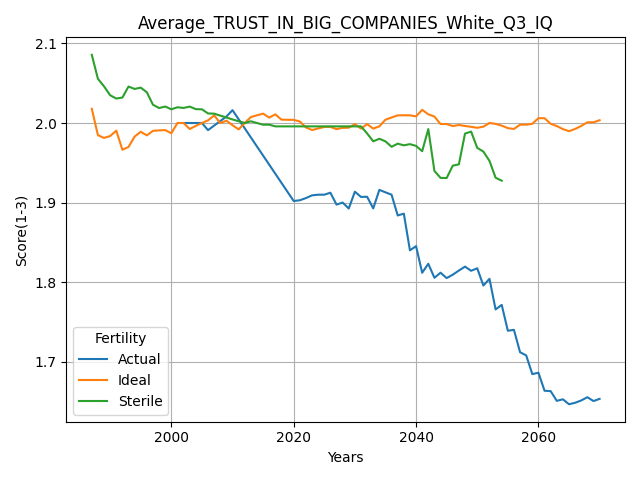 Average_TRUST_IN_BIG_COMPANIES_White_Q3_IQ
Score(1-3)
2.1
2.0
1.9
1.8
1.7
Fertility
Actual
Ideal
Sterile
2000 2020 2040 2060
Years